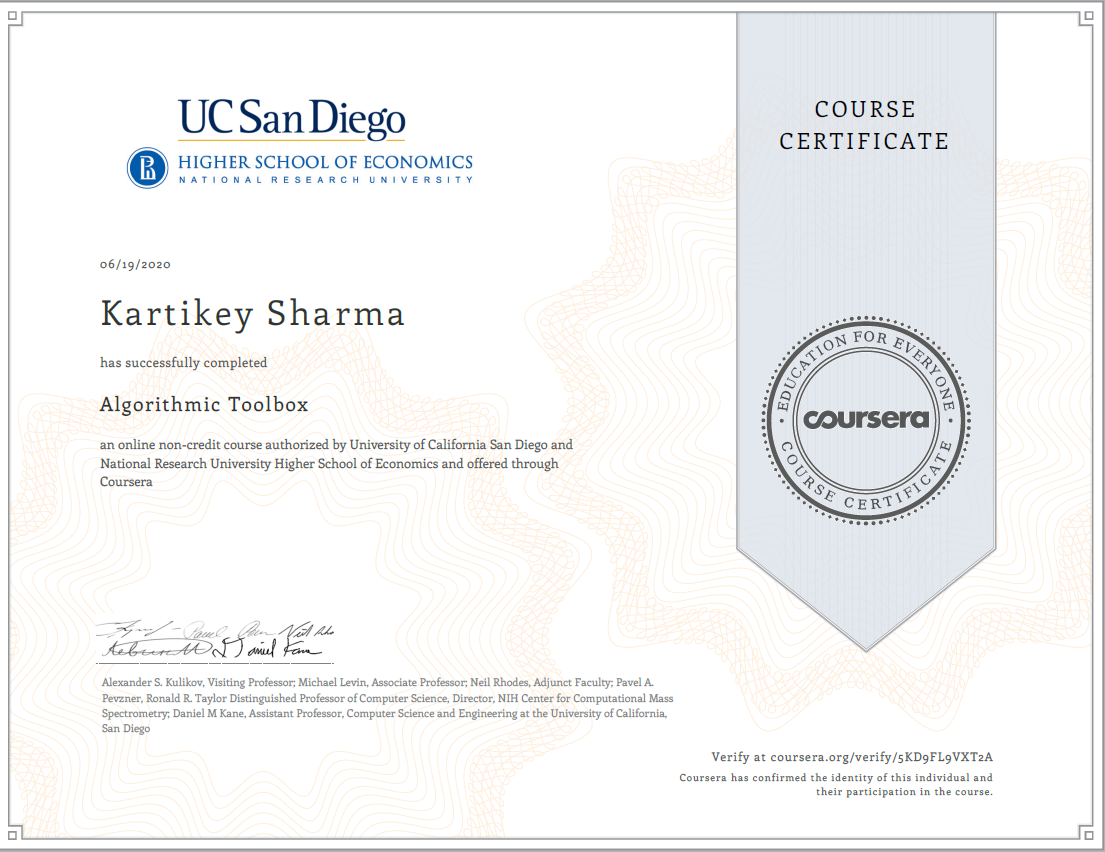 UC San Diego
HIGHER SCHOOL OF ECONOMICS
NATIONAL RESEARCH UNIVERSITY
COURSE
CERTIFICATE
06/19/2020
Kartikey Sharma
has successfully completed
Algorithmic Toolbox
an online non-credit course authorized by University of California San Diego and
National Research University Higher School of Economics and offered through
Coursera
EDUCATION FOR EVERYONE
coursera
COURSE CERTIFICATE
Alexander S. Kulikov, Visiting Professor; Michael Levin, Associate Professor; Neil Rhodes, Adjunct Faculty; Pavel A.
Pevzner, Ronald R. Taylor Distinguished Professor of Computer Science, Director, NIH Center for Computational Mass
Spectrometry; Daniel M Kane, Assistant Professor, Computer Science and Engineering at the University of California,
San Diego
Verify at coursera.org/verify/5KD9FL9VXT2A
Coursera has confirmed the identity of this individual and
their participation in the course.